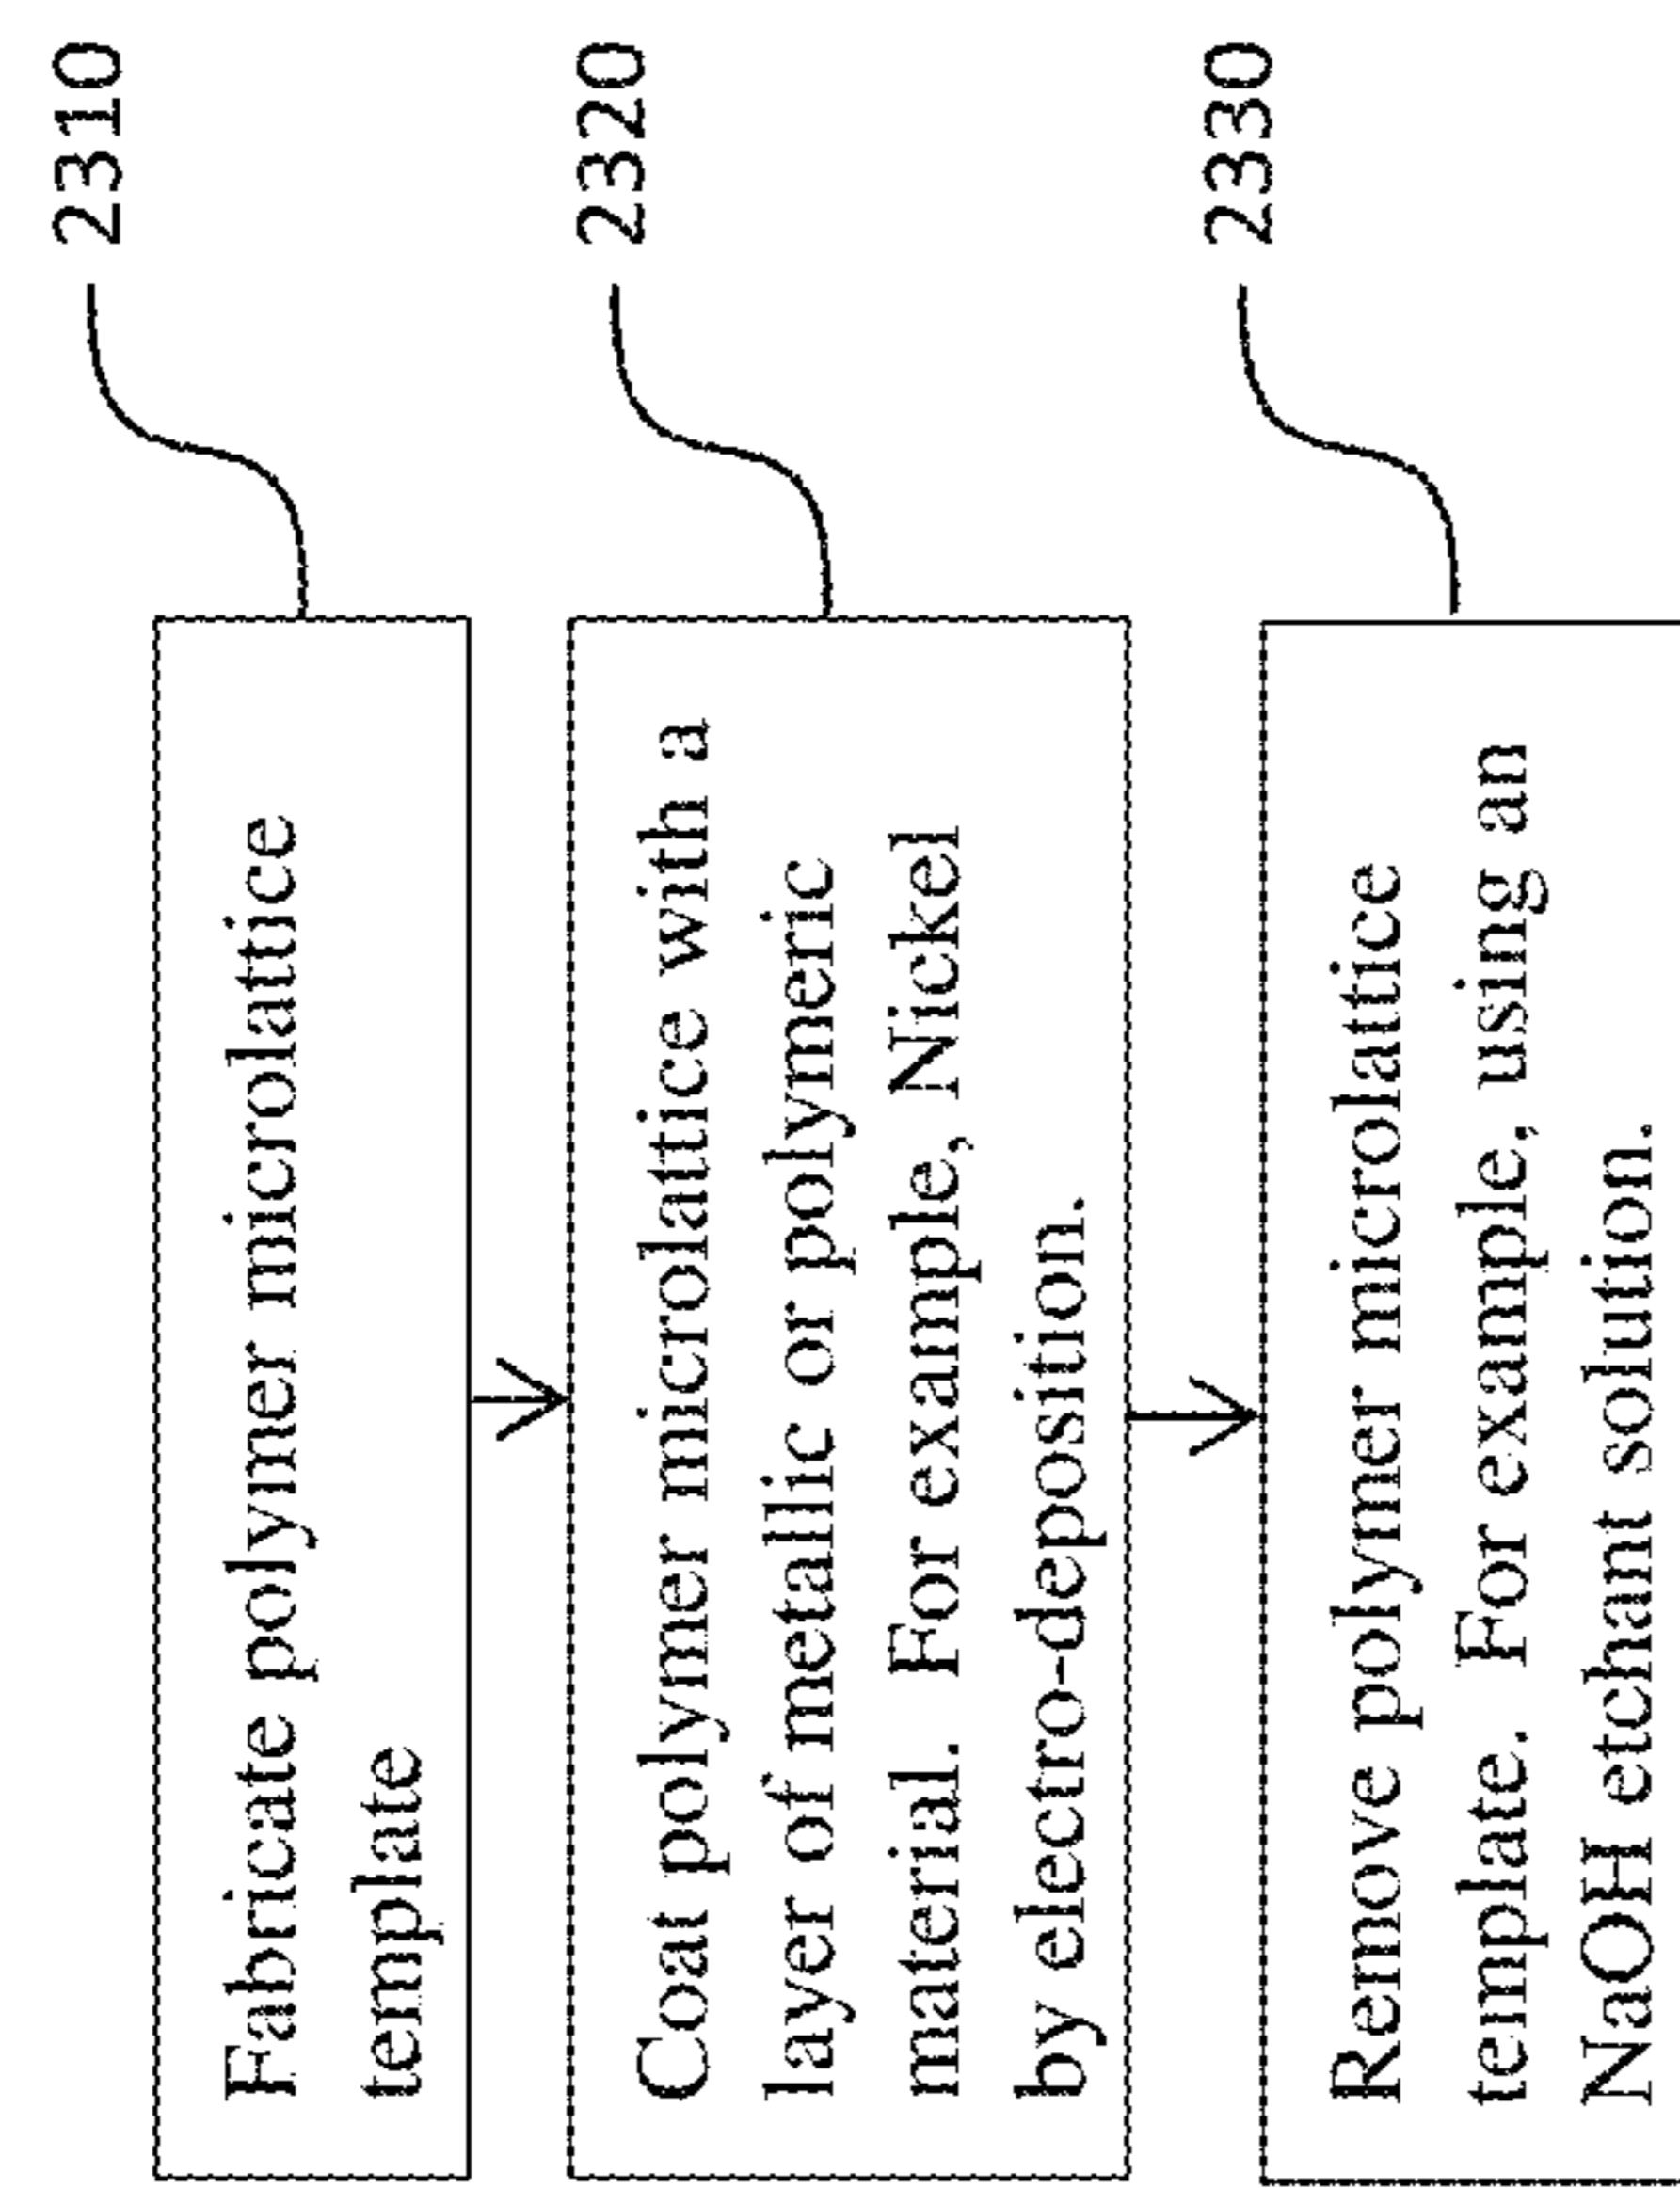 Fabricate polymer microlattice
template
2310
Coat polymer microlattice with a
layer of metallic or polymeric
material. For example, Nickel
by electro-deposition.
2320
Remove polymer microlattice
template. For example, using an
NaOH etchant solution.
2330